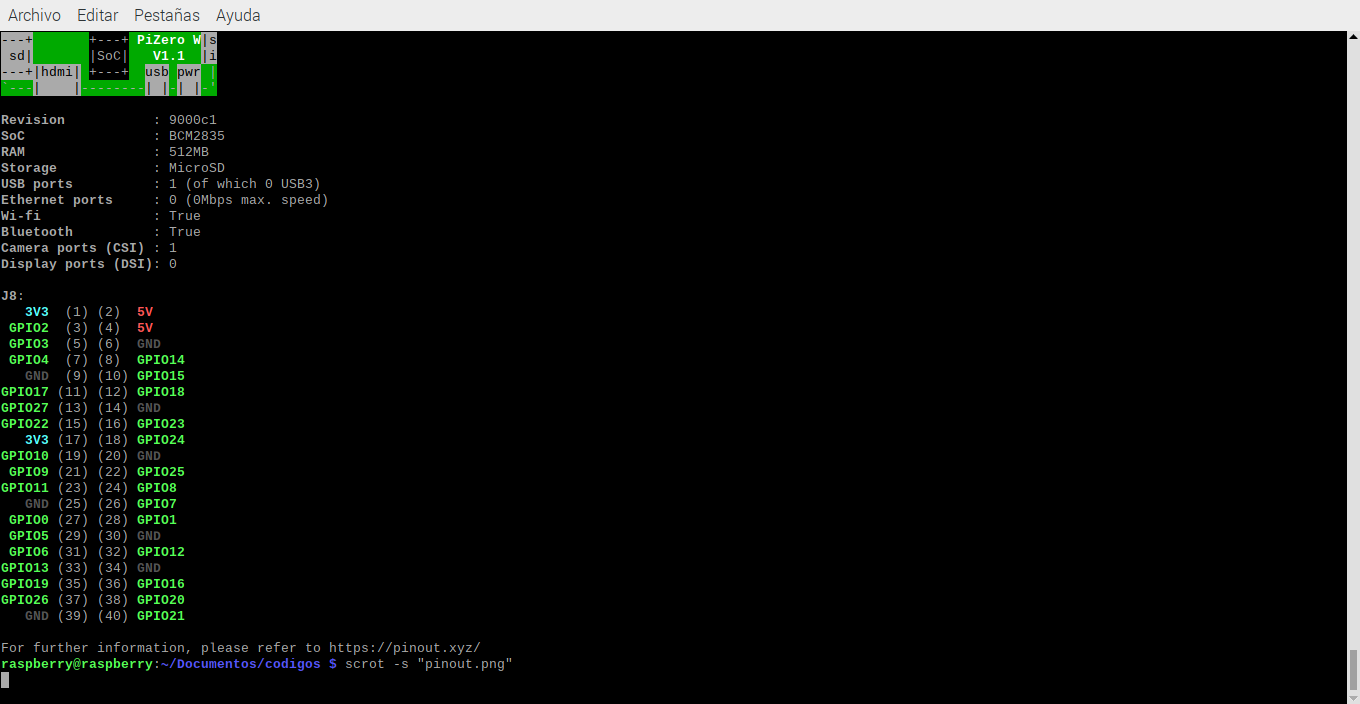 Archivo Editar Pestañas Ayuda
---+       +---+ PiZero W|s
 sd|       |SoC|   V1.1  |i
---+|hdmi| +---+  usb pwr |
`---|    |--------| |-| |-'
Revision           : 9000c1
SoC                : BCM2835
RAM                : 512MB
Storage            : MicroSD
USB ports          : 1 (of which 0 USB3)
Ethernet ports     : 0 (0Mbps max. speed)
Wi-fi              : True
Bluetooth          : True
Camera ports (CSI) : 1
Display ports (DSI): 0
J8:
   3V3  (1) (2)  5V
 GPIO2  (3) (4)  5V
 GPIO3  (5) (6)  GND
 GPIO4  (7) (8)  GPIO14
   GND  (9) (10) GPIO15
GPIO17 (11) (12) GPIO18
GPIO27 (13) (14) GND
GPIO22 (15) (16) GPIO23
   3V3 (17) (18) GPIO24
GPIO10 (19) (20) GND
 GPIO9 (21) (22) GPIO25
GPIO11 (23) (24) GPIO8
   GND (25) (26) GPIO7
 GPIO0 (27) (28) GPIO1
 GPIO5 (29) (30) GND
 GPIO6 (31) (32) GPIO12
GPIO13 (33) (34) GND
GPIO19 (35) (36) GPIO16
GPIO26 (37) (38) GPIO20
   GND (39) (40) GPIO21
For further information, please refer to https://pinout.xyz/
raspberry@raspberry:~/Documentos/codigos $ scrot -s "pinout.png"